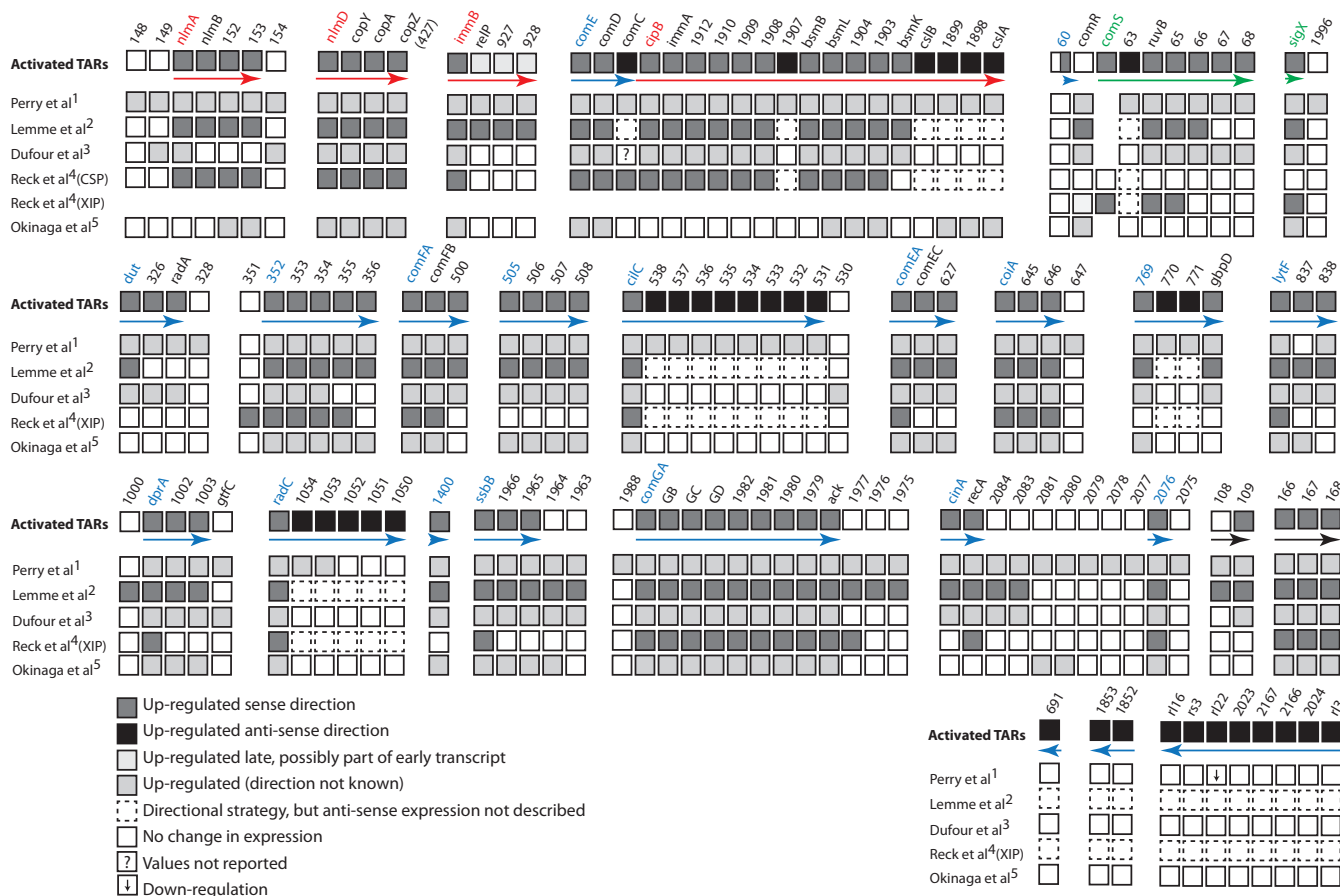 148 149 nlmA nlmB 152 153 154 nlmD copY copA copZ (427) immB relP 927 928 comE comD comC cipB immA 1912 1910 1909 1908 1907 bsmB bsmL 1904 1903 bsmK cslB 1899 1898 cslA 60 comR comS 63 ruvB 65 66 67 68 sigX 1996
Activated TARs
Perry et al1
Lemme et al2
Dufour et al3
?
Reck et al4(CSP)
Reck et al4(XIP)
Okinaga et al5
dut 326 radA 328 351 352 353 354 355 356 comFA comFB 500 505 506 507 508 cilC 538 537 536 535 534 533 532 531 530 comEA comEC 627 coiA 645 646 647 769 770 771 gbpD lytF 837 838
Activated TARs
Perry et al1
Lemme et al2
Dufour et al3
Reck et al4(XIP)
Okinaga et al5
1000 dprA 1002 1003 gtfC radC 1054 1053 1052 1051 1050 1400 ssbB 1966 1965 1964 1963 1988 comGA GB GC GD 1982 1981 1980 1979 ack 1977 1976 1975 cinA recA 2084 2083 2081 2080 2079 2078 2077 2076 2075 108 109 166 167 168
Activated TARs
Perry et al1
Lemme et al2
Dufour et al3
Reck et al4(XIP)
Okinaga et al5
Up-regulated sense direction
Up-regulated anti-sense direction
Up-regulated late, possibly part of early transcript
Up-regulated (direction not known)
Directional strategy, but anti-sense expression not described
No change in expression
? Values not reported
↓ Down-regulation
691 1853 1852 rl16 rs3 rl22 2023 2167 2166 2024 rl3
Activated TARs
Perry et al1
↓
Lemme et al2
Dufour et al3
Reck et al4(XIP)
Okinaga et al5